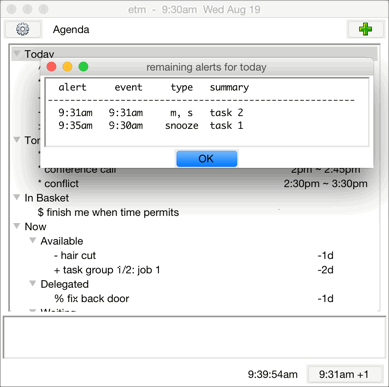 etm - 9:30am Wed Aug 19
Agenda
Today
remaining alerts for today
alert event type summary
9:31am 9:31am m, s task 2
9:35am 9:30am snooze task 1
OK
* conference call 2pm ~ 2:45pm
* conflict 2:30pm ~ 3:30pm
In Basket
$ finish me when time permits
Now
Available
- hair cut -1d
+ task group 1/2: job 1 -2d
Delegated
% fix back door -1d
Waiting
9:39:54am 9:31am +1